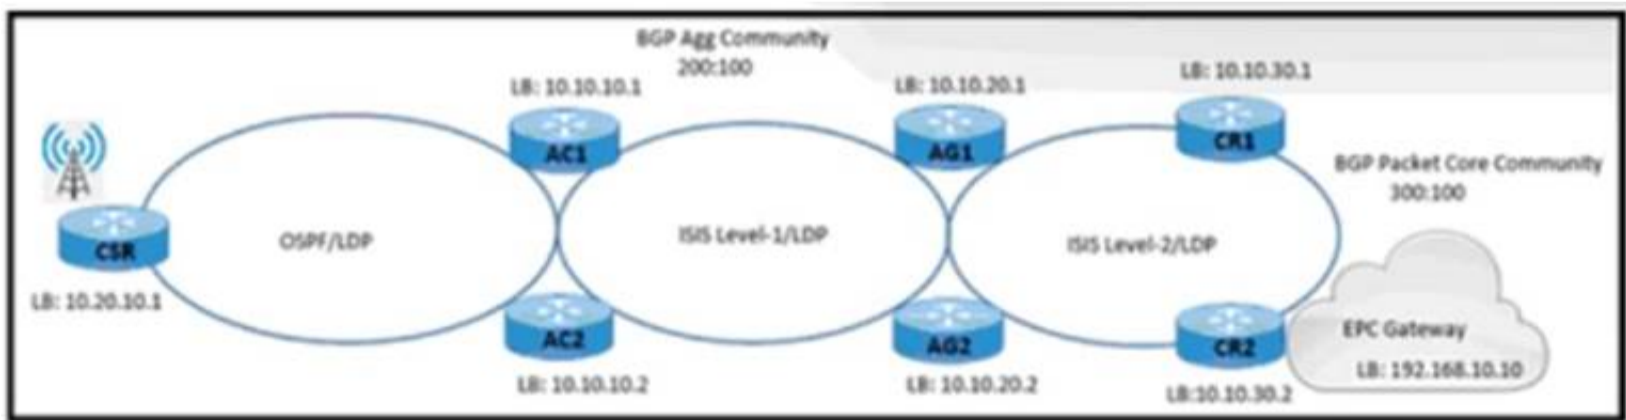 BGP Agg Community
200:100
LB: 10.10.10.1
LB: 10.10.20.1
LB: 10.10.30.1
AC1
AG1
CR1
BGP Packet Core Community
300:100
CSR
OSPF/LDP
ISIS Level-1/LDP
ISIS Level-2/LDP
LB: 10.20.10.1
AC2
AG2
CR2
EPC Gateway
LB: 192.168.10.10
LB: 10.10.10.2
LB: 10.10.20.2
LB:10.10.30.2